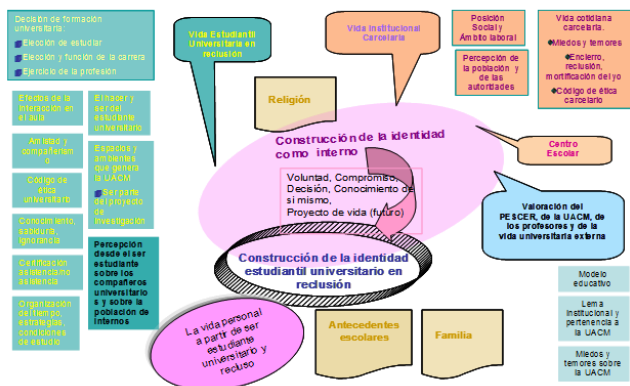 Decisión de formación
universitaria:
Elección de estudiar
Elección y función de la carrera
Ejercicio de la profesión
Efectos de la
interacción en
el aula
Amistad y
compañerism
o
Código de
ética
universitario
Conocimiento,
sabiduría,
ignorancia
Certificación
asistencia/no
asistencia
Organización
del tiempo,
estrategias,
condiciones
de estudio
El hacer y
ser del
estudiante
universitario
Espacios y
ambientes que
genera la
UACM
Ser parte
del proyecto
de
investigación
Percepción
desde el ser
estudiante
sobre los
compañeros
universitario
s y sobre la
población de
internos
Vida Estudiantil
Universitaria en
reclusión
Religión
Vida Institucional
Carcelaria
Posición
Social y
Ámbito laboral
Percepción de
la población y
de las
autoridades
Vida cotidiana
carcelaria.
Miedos y temores
Encierro,
reclusión,
mortificación del yo
Código de ética
carcelario
Centro
Escolar
Construcción de la identidad
como interno
Voluntad, Compromiso
Decisión, Conocimiento de
si mismo,
Proyecto de vida (futuro)
Construcción de la identidad
estudiantil universitario en
reclusión
Valoración del
PESCER, de la UACM, de
los profesores y de la
vida universitaria externa
La vida personal
a partir de ser
estudiante
universitario y
recluso
Antecedentes
escolares
Familia
Modelo
educativo
Lema
institucional y
pertenencia a
la UACM
Miedos y
temores sobre
la UACM